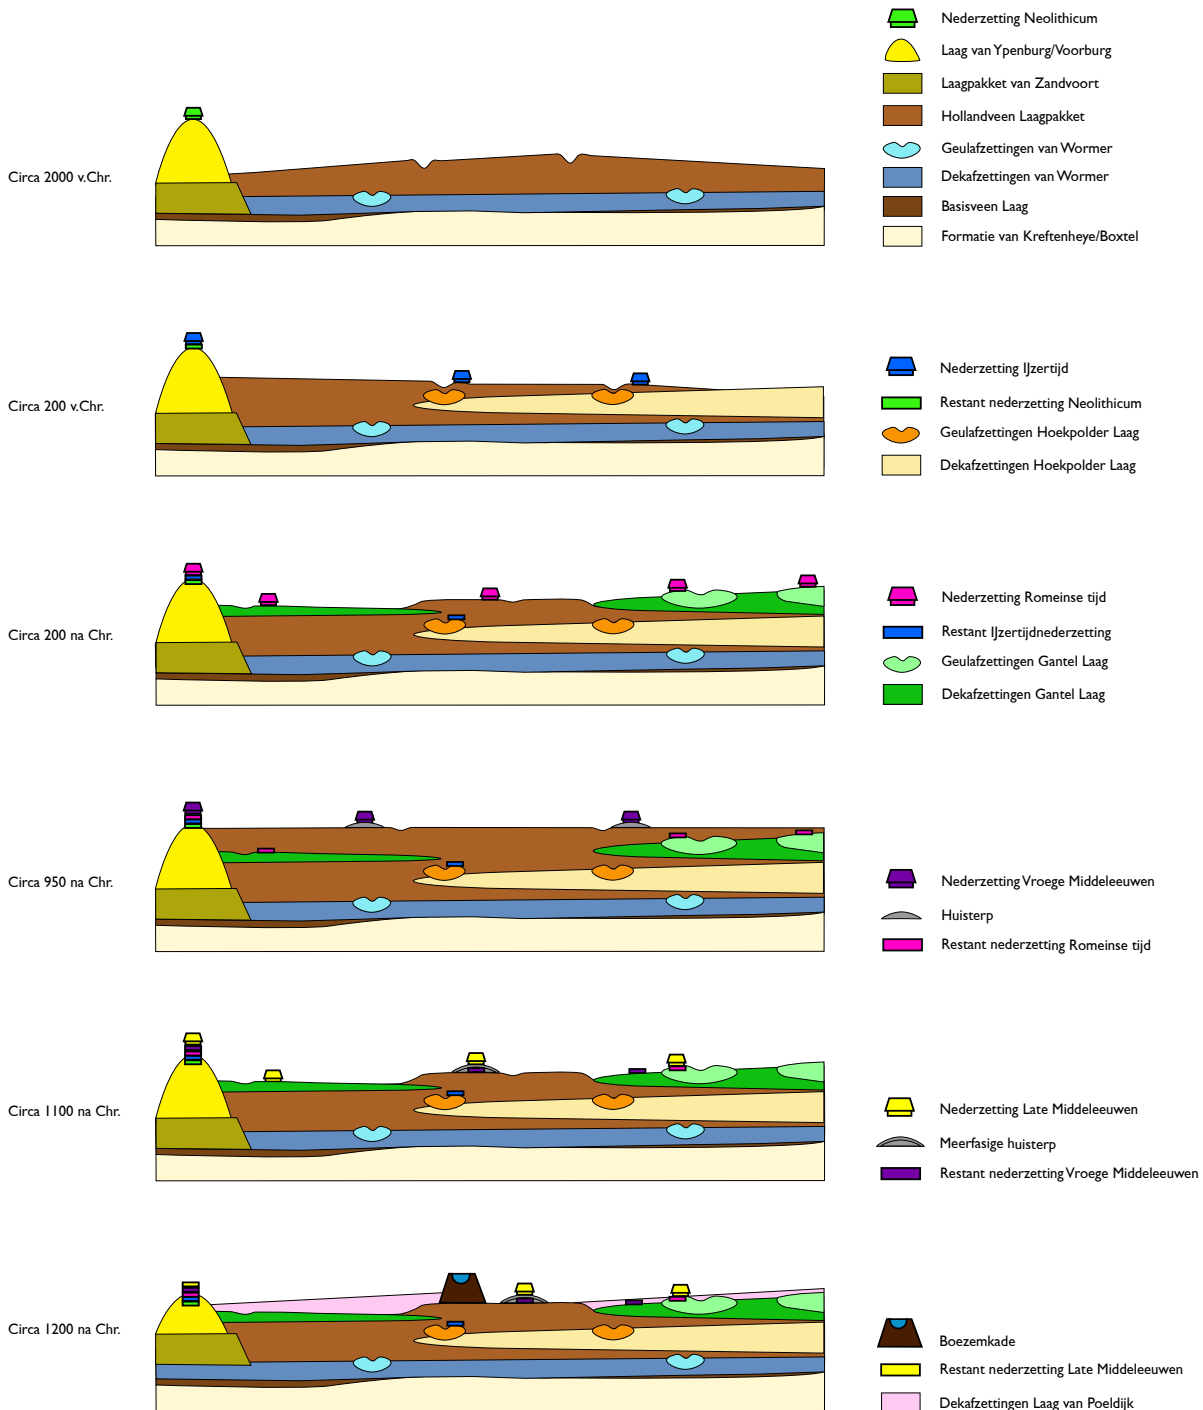 Nederzetting Neolithicum
Laag van Ypenburg/Voorburg
Laagpakket van Zandvoort
Hollandveen Laagpakket
Geulafzettingen van Wormer
Circa 2000 v.Chr.
Dekafzettingen van Wormer
Basisveen Laag
Formatie van Kreftenheye/Boxtel
Nederzetting IJzertijd
Circa 200 v.Chr.
Restant nederzetting Neolithicum
Geulafzettingen Hoekpolder Laag
Dekafzettingen Hoekpolder Laag
Nederzetting Romeinse tijd
Circa 200 na Chr.
Restant IJzertijdnederzetting
Geulafzettingen Gantel Laag
Dekafzettingen Gantel Laag
Circa 950 na Chr.
Nederzetting Vroege Middeleeuwen
Huisterp
Restant nederzetting Romeinse tijd
Circa 1100 na Chr.
Nederzetting Late Middeleeuwen
Meerfasige huisterp
Restant nederzetting Vroege Middeleeuwen
Circa 1200 na Chr.
Boezemkade
Restant nederzetting Late Middeleeuwen
Dekafzettingen Laag van Poeldijk